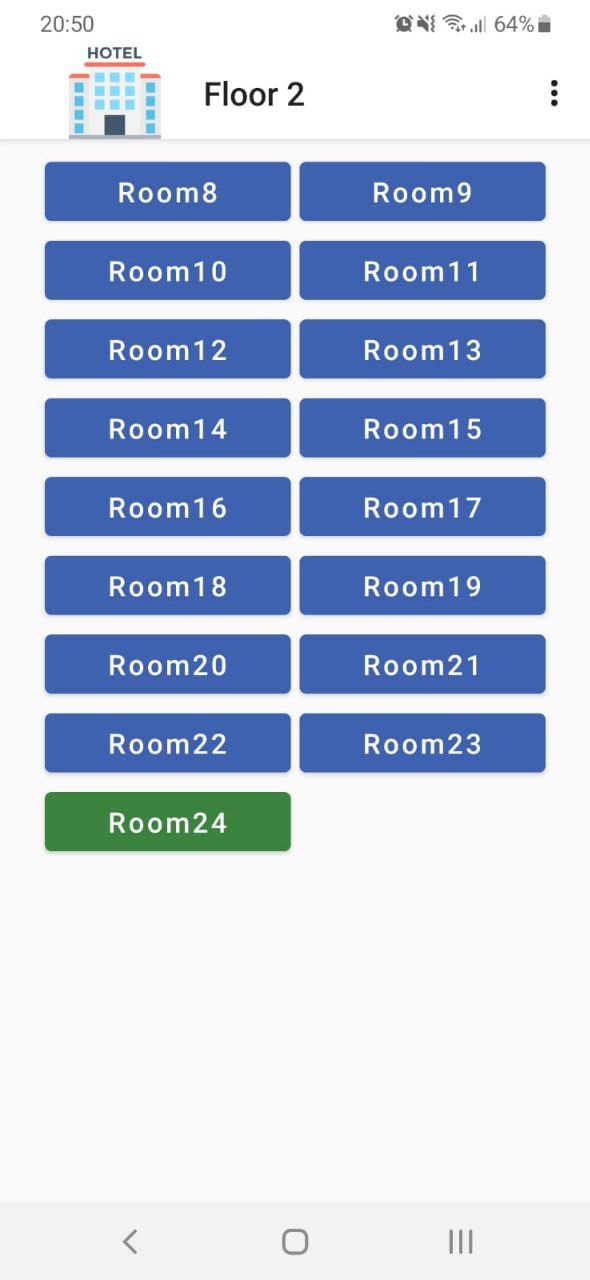 20:50 64%
HOTEL
Floor 2
Room8 Room9
Room10 Room11
Room12 Room13
Room14 Room15
Room16 Room17
Room18 Room19
Room20 Room21
Room22 Room23
Room24